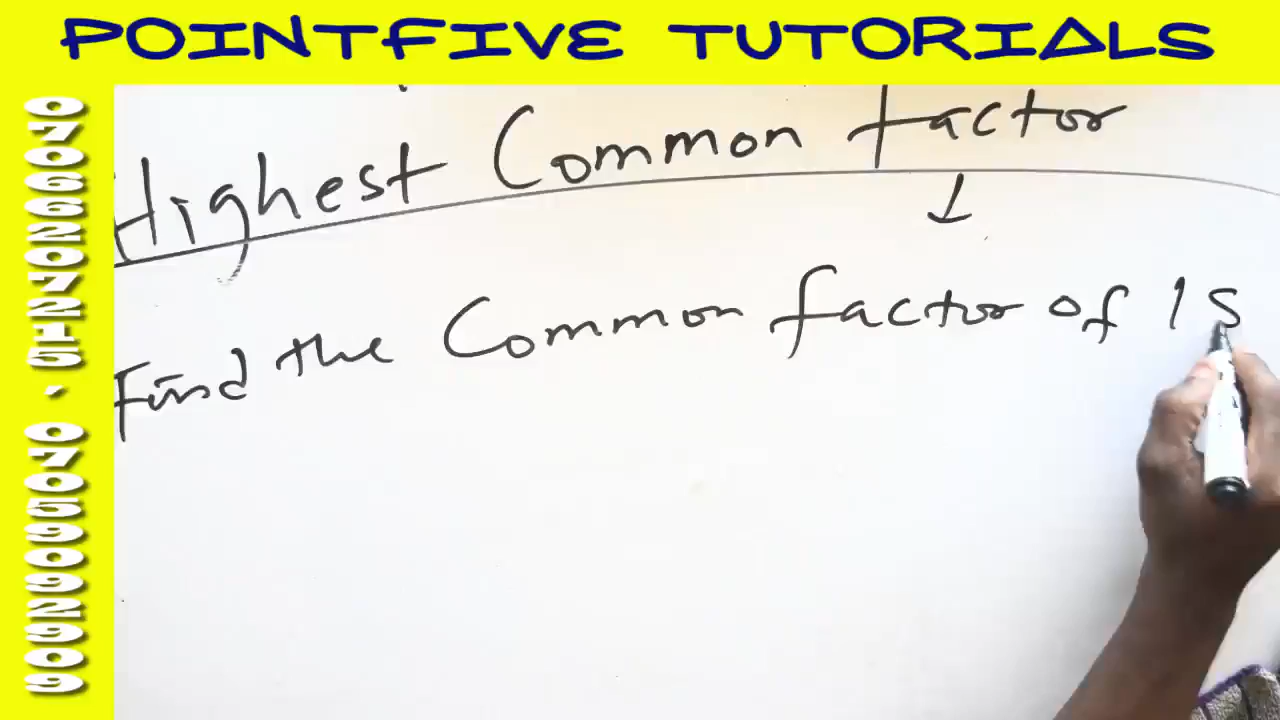 POINTFIVE TUTORIALS
07066207215, 07059092909
Highest Common factor
Find the Common factor of 15